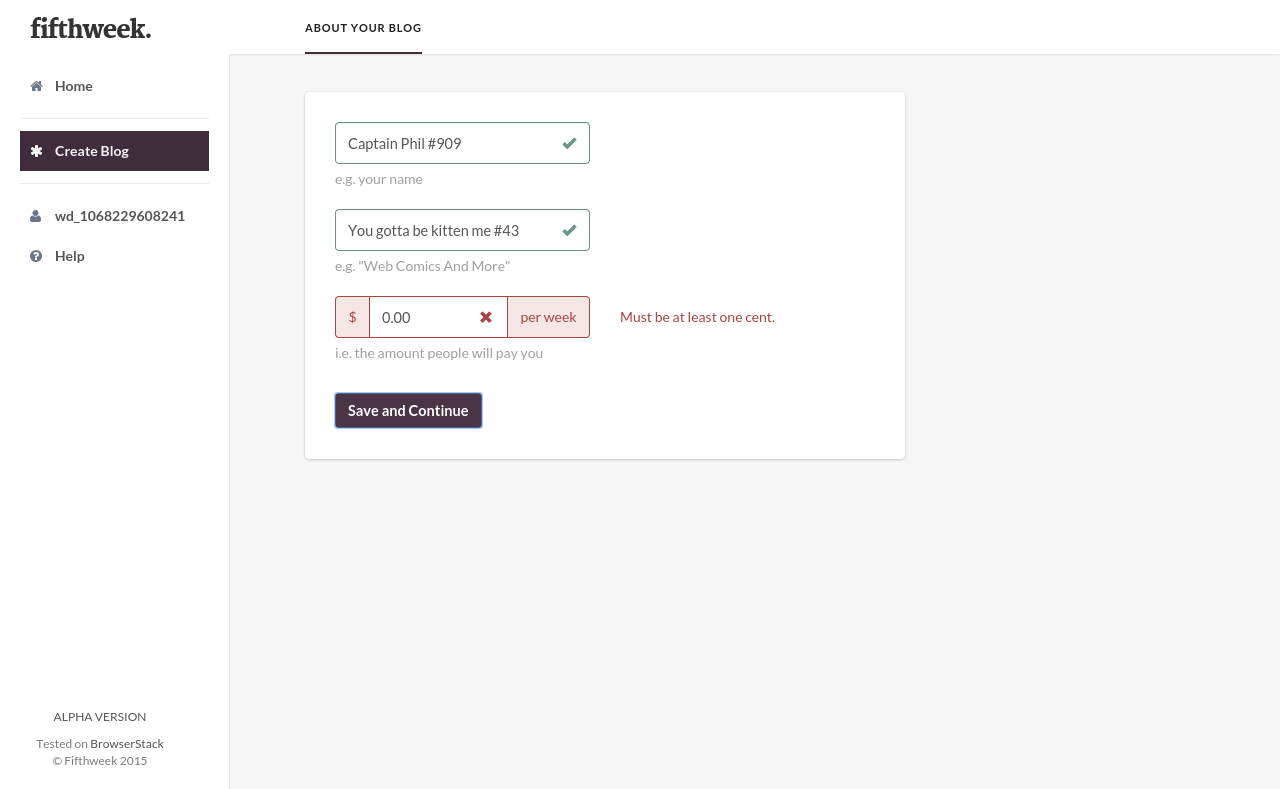 fifthweek.
ABOUT YOUR BLOG
Home
Create Blog
wd_1068229608241
Help
Captain Phil #909
e.g. your name
You gotta be kitten me #43
e.g. "Web Comics And More"
$ 0.00 per week Must be at least one cent.
i.e. the amount people will pay you
Save and Continue
ALPHA VERSION
Tested on BrowserStack
© Fifthweek 2015